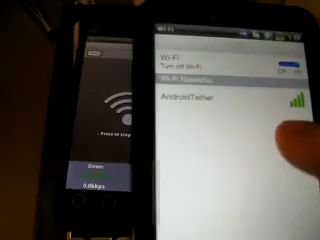 Wi-Fi
Wi-Fi
Turn off Wi-Fi
Off On
Wi-Fi Networks
AndroidTether
- Press to stop
Down
0.0kbps